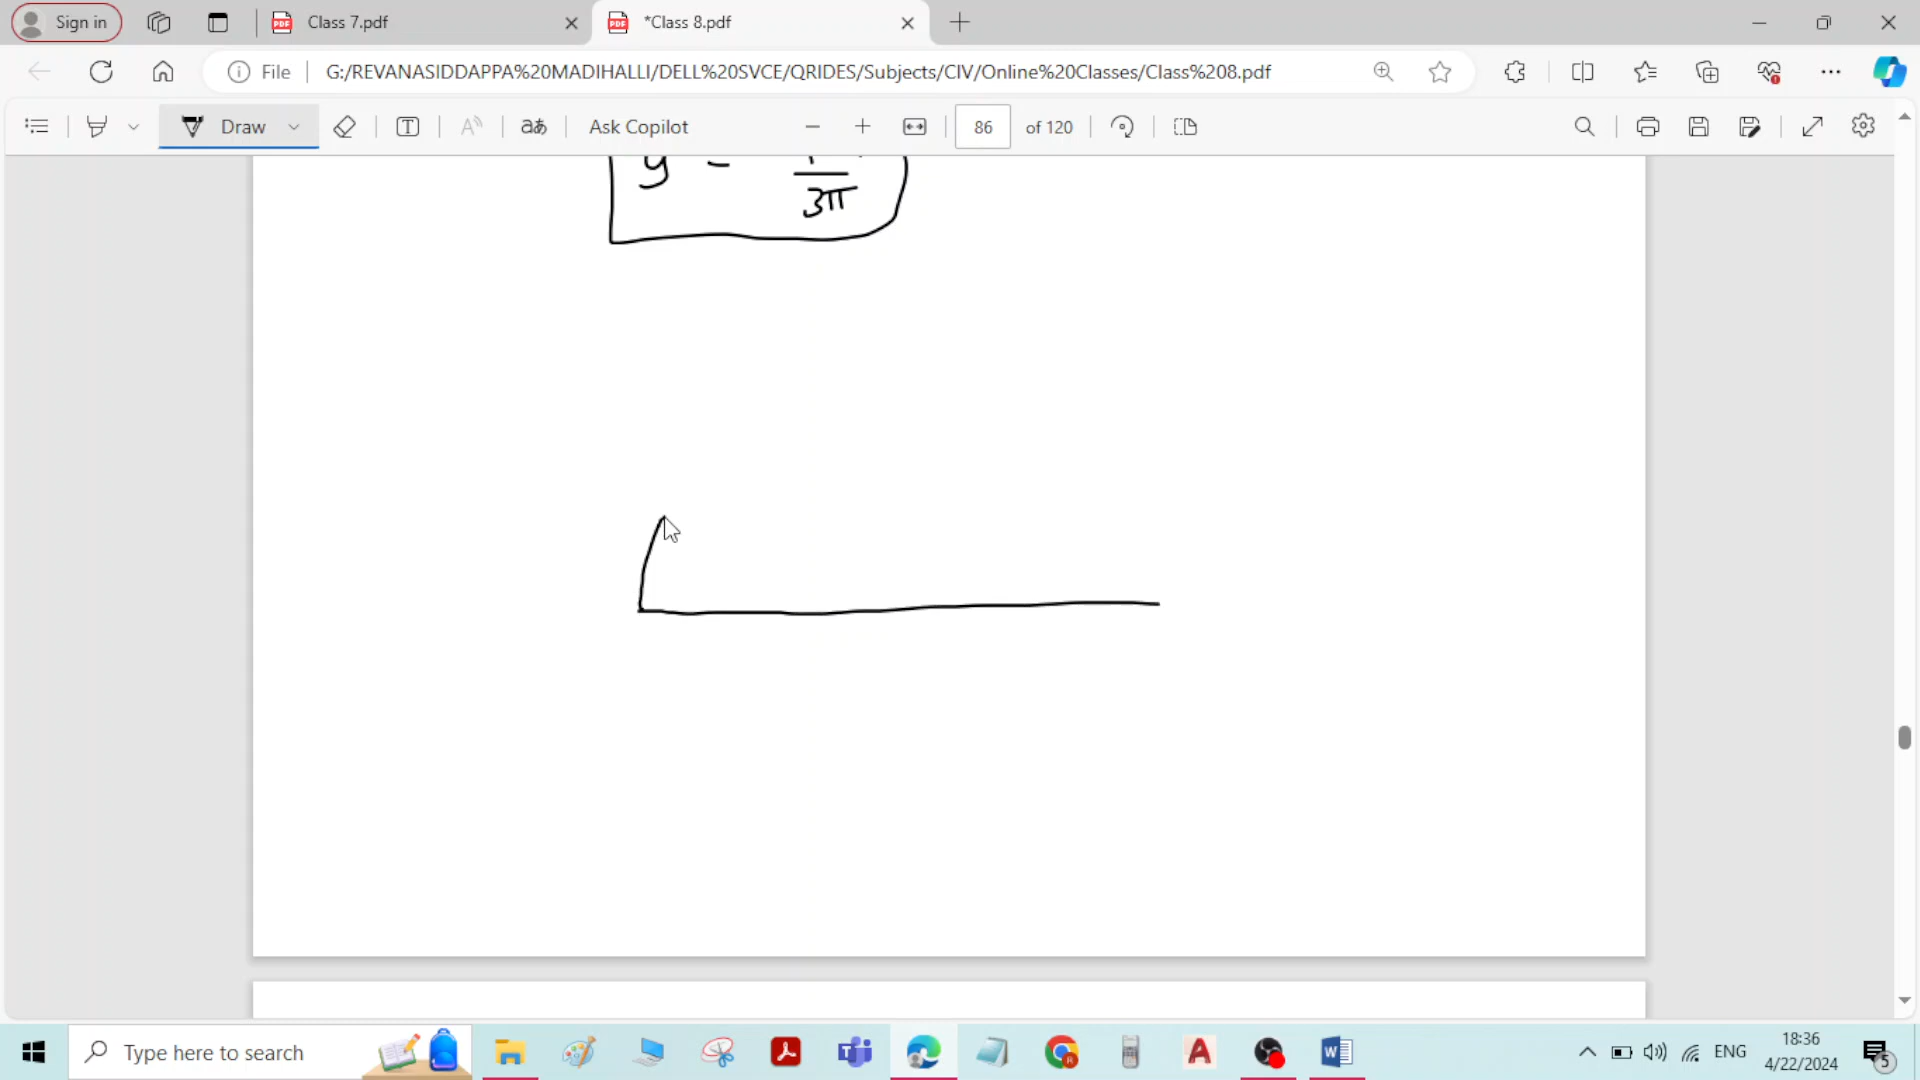 Sign in
Class 7.pdf
*Class 8.pdf
File
G:/REVANASIDDAPPA%20MADIHALLI/DELL%20SVCE/QRIDES/Subjects/CIV/Online%20Classes/Class%208.pdf
Draw
Ask Copilot
86 of 120
y =
3π
Type here to search
ENG
18:36
4/22/2024
5